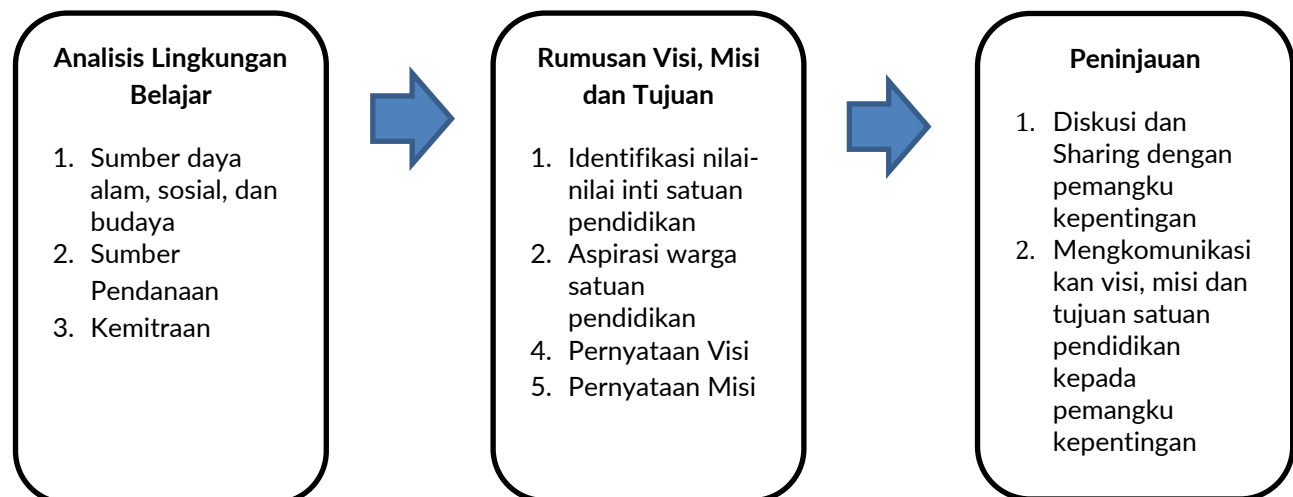 Analisis Lingkungan
Belajar
1. Sumber daya
alam, sosial, dan
budaya
2. Sumber
Pendanaan
3. Kemitraan
Rumusan Visi, Misi
dan Tujuan
1. Identifikasi nilai-
nilai inti satuan
pendidikan
2. Aspirasi warga
satuan
pendidikan
4. Pernyataan Visi
5. Pernyataan Misi
Peninjauan
1. Diskusi dan
Sharing dengan
pemangku
kepentingan
2. Mengkomunikasi
kan visi, misi dan
tujuan satuan
pendidikan
kepada
pemangku
kepentingan